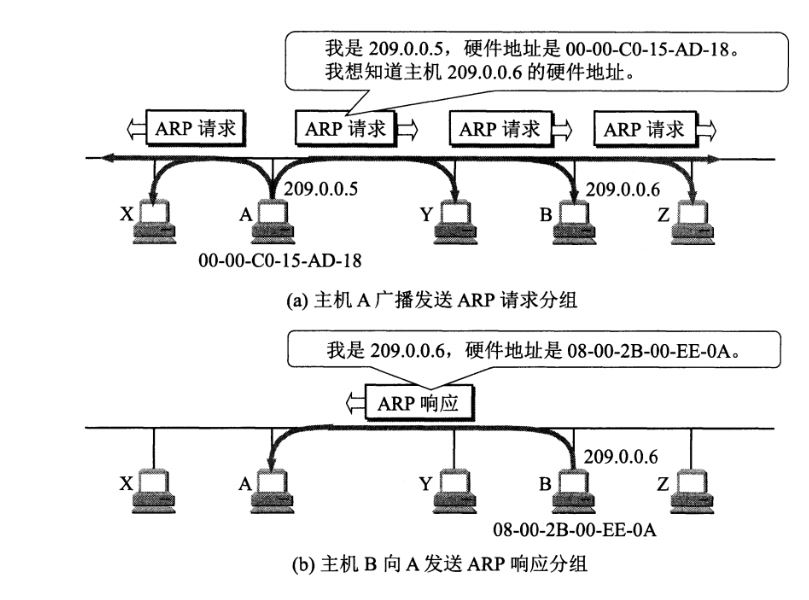 我是 209.0.0.5，硬件地址是 00-00-C0-15-AD-18。
我想知道主机 209.0.0.6 的硬件地址。
ARP 请求
ARP 请求
ARP 请求
ARP 请求
209.0.0.5
209.0.0.6
X
A
Y
B
Z
00-00-C0-15-AD-18
(a) 主机 A 广播发送 ARP 请求分组
我是 209.0.0.6，硬件地址是 08-00-2B-00-EE-0A。
ARP 响应
209.0.0.6
X
A
Y
B
Z
08-00-2B-00-EE-0A
(b) 主机 B 向 A 发送 ARP 响应分组